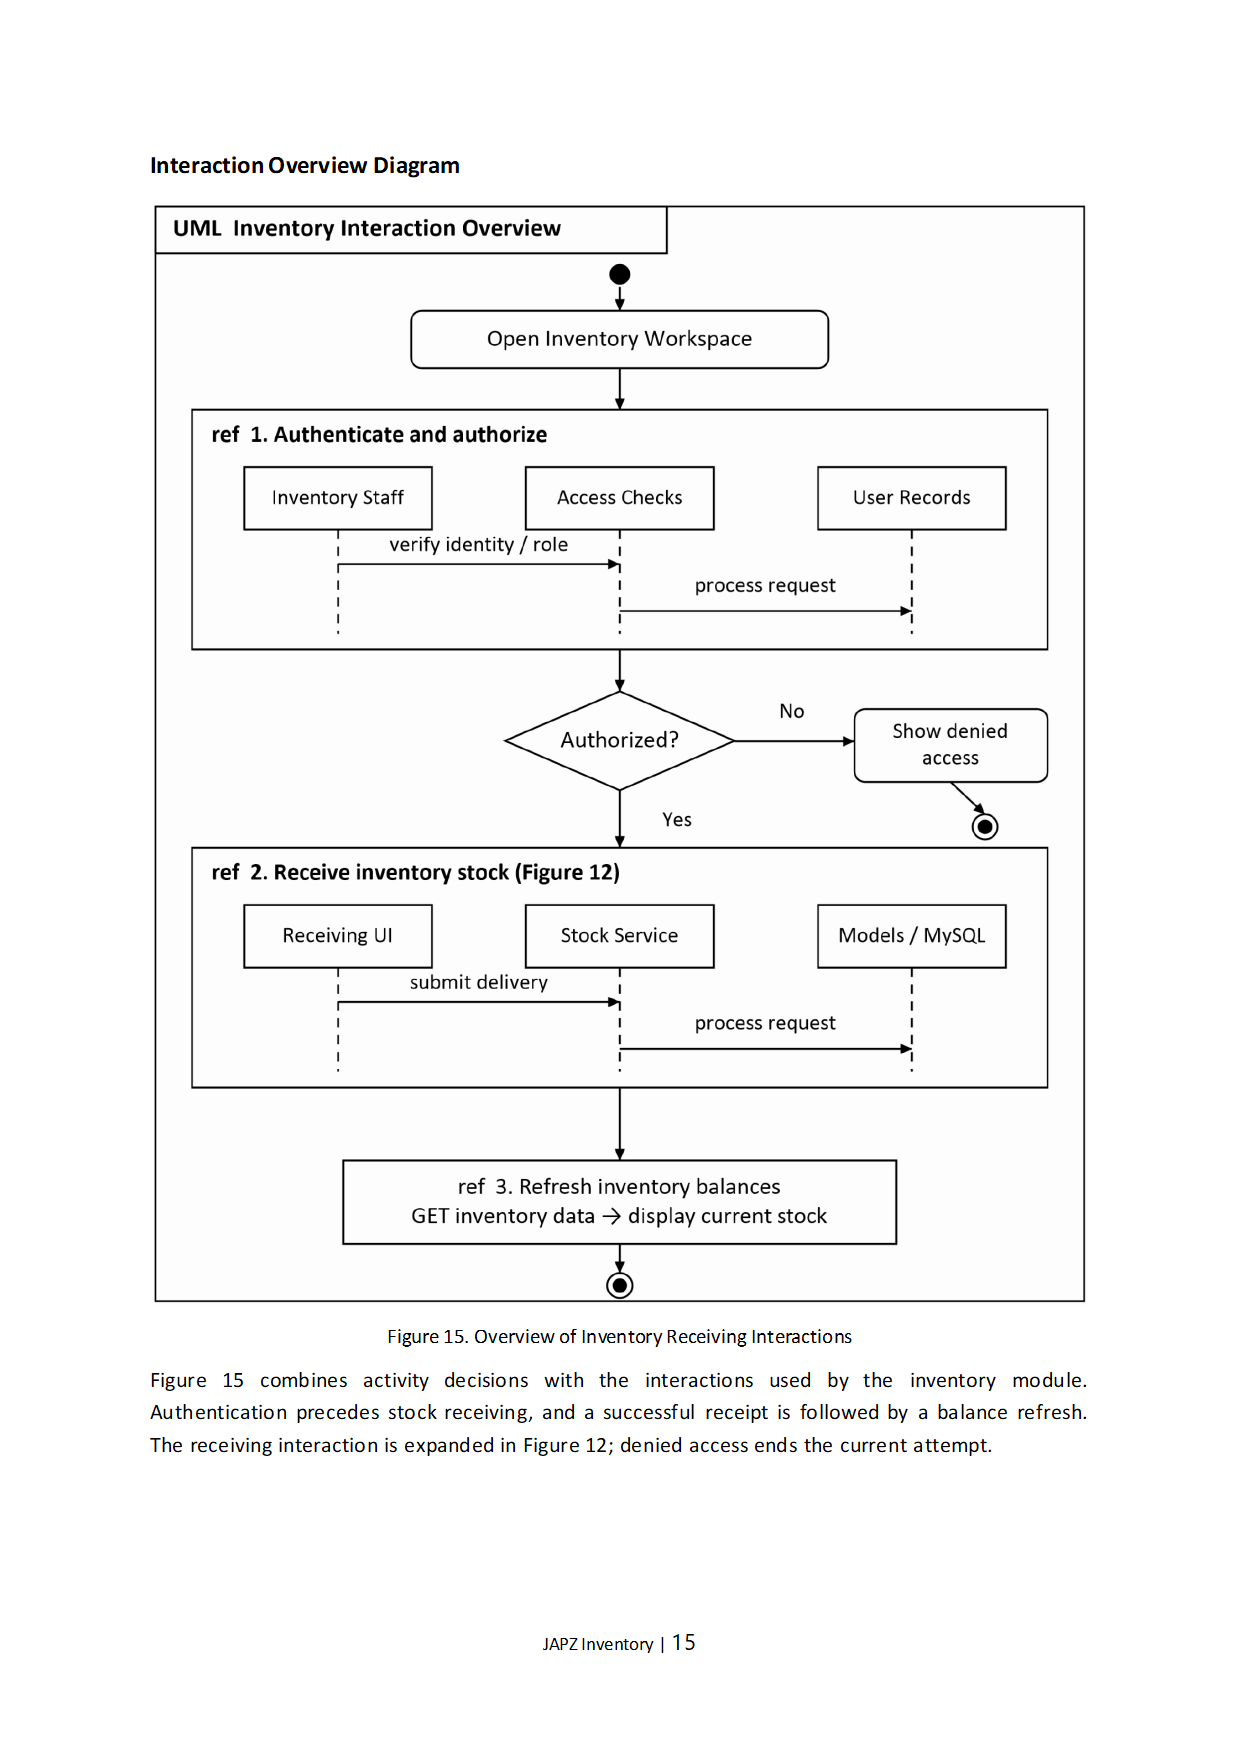 Interaction Overview Diagram
UML  Inventory Interaction Overview
Open Inventory Workspace
ref  1. Authenticate and authorize
Inventory Staff
Access Checks
User Records
verify identity / role
process request
Authorized?
No
Show denied
access
Yes
ref  2. Receive inventory stock (Figure 12)
Receiving UI
Stock Service
Models / MySQL
submit delivery
process request
ref  3. Refresh inventory balances
GET inventory data → display current stock
Figure 15. Overview of Inventory Receiving Interactions
Figure 15 combines activity decisions with the interactions used by the inventory module.
Authentication precedes stock receiving, and a successful receipt is followed by a balance refresh.
The receiving interaction is expanded in Figure 12; denied access ends the current attempt.
JAPZ Inventory | 15